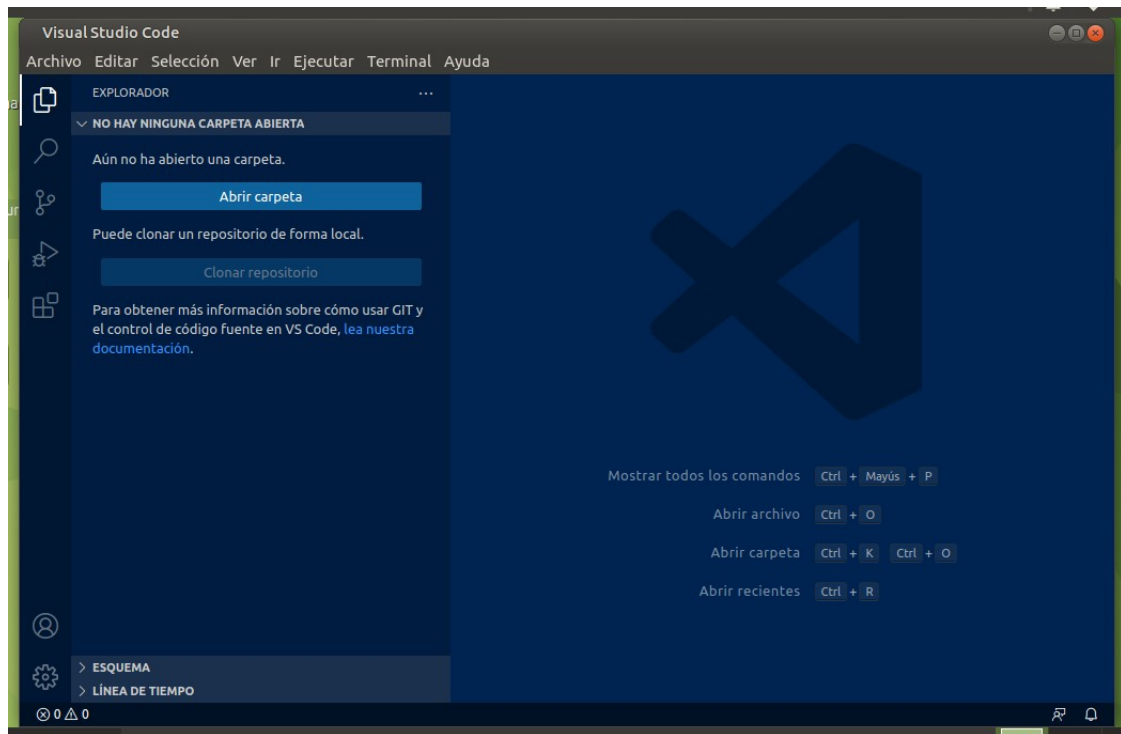 Visual Studio Code
Archivo Editar Selección Ver Ir Ejecutar Terminal Ayuda
EXPLORADOR
NO HAY NINGUNA CARPETA ABIERTA
Aún no ha abierto una carpeta.
Abrir carpeta
Puede clonar un repositorio de forma local.
Clonar repositorio
Para obtener más información sobre cómo usar GIT y
el control de código fuente en VS Code, lea nuestra
documentación.
Mostrar todos los comandos Ctrl + Mayús + P
Abrir archivo Ctrl + O
Abrir carpeta Ctrl + K Ctrl + O
Abrir recientes Ctrl + R
ESQUEMA
LÍNEA DE TIEMPO
0 0